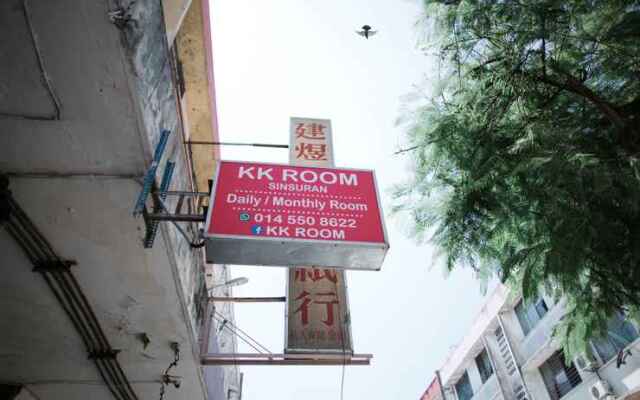 建煜
KK ROOM
SINSURAN
Daily / Monthly Room
014 550 8622
KK ROOM
行